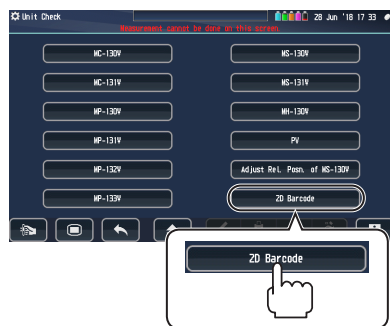 Unit Check
28 Jun '18 17 33
Measurement cannot be done on this screen.
MC-130V
MS-130V
MC-131V
MS-131V
MP-130V
MH-130V
MP-131V
PV
MP-132V
Adjust Rel. Posn. of MS-130V
MP-133V
2D Barcode
2D Barcode